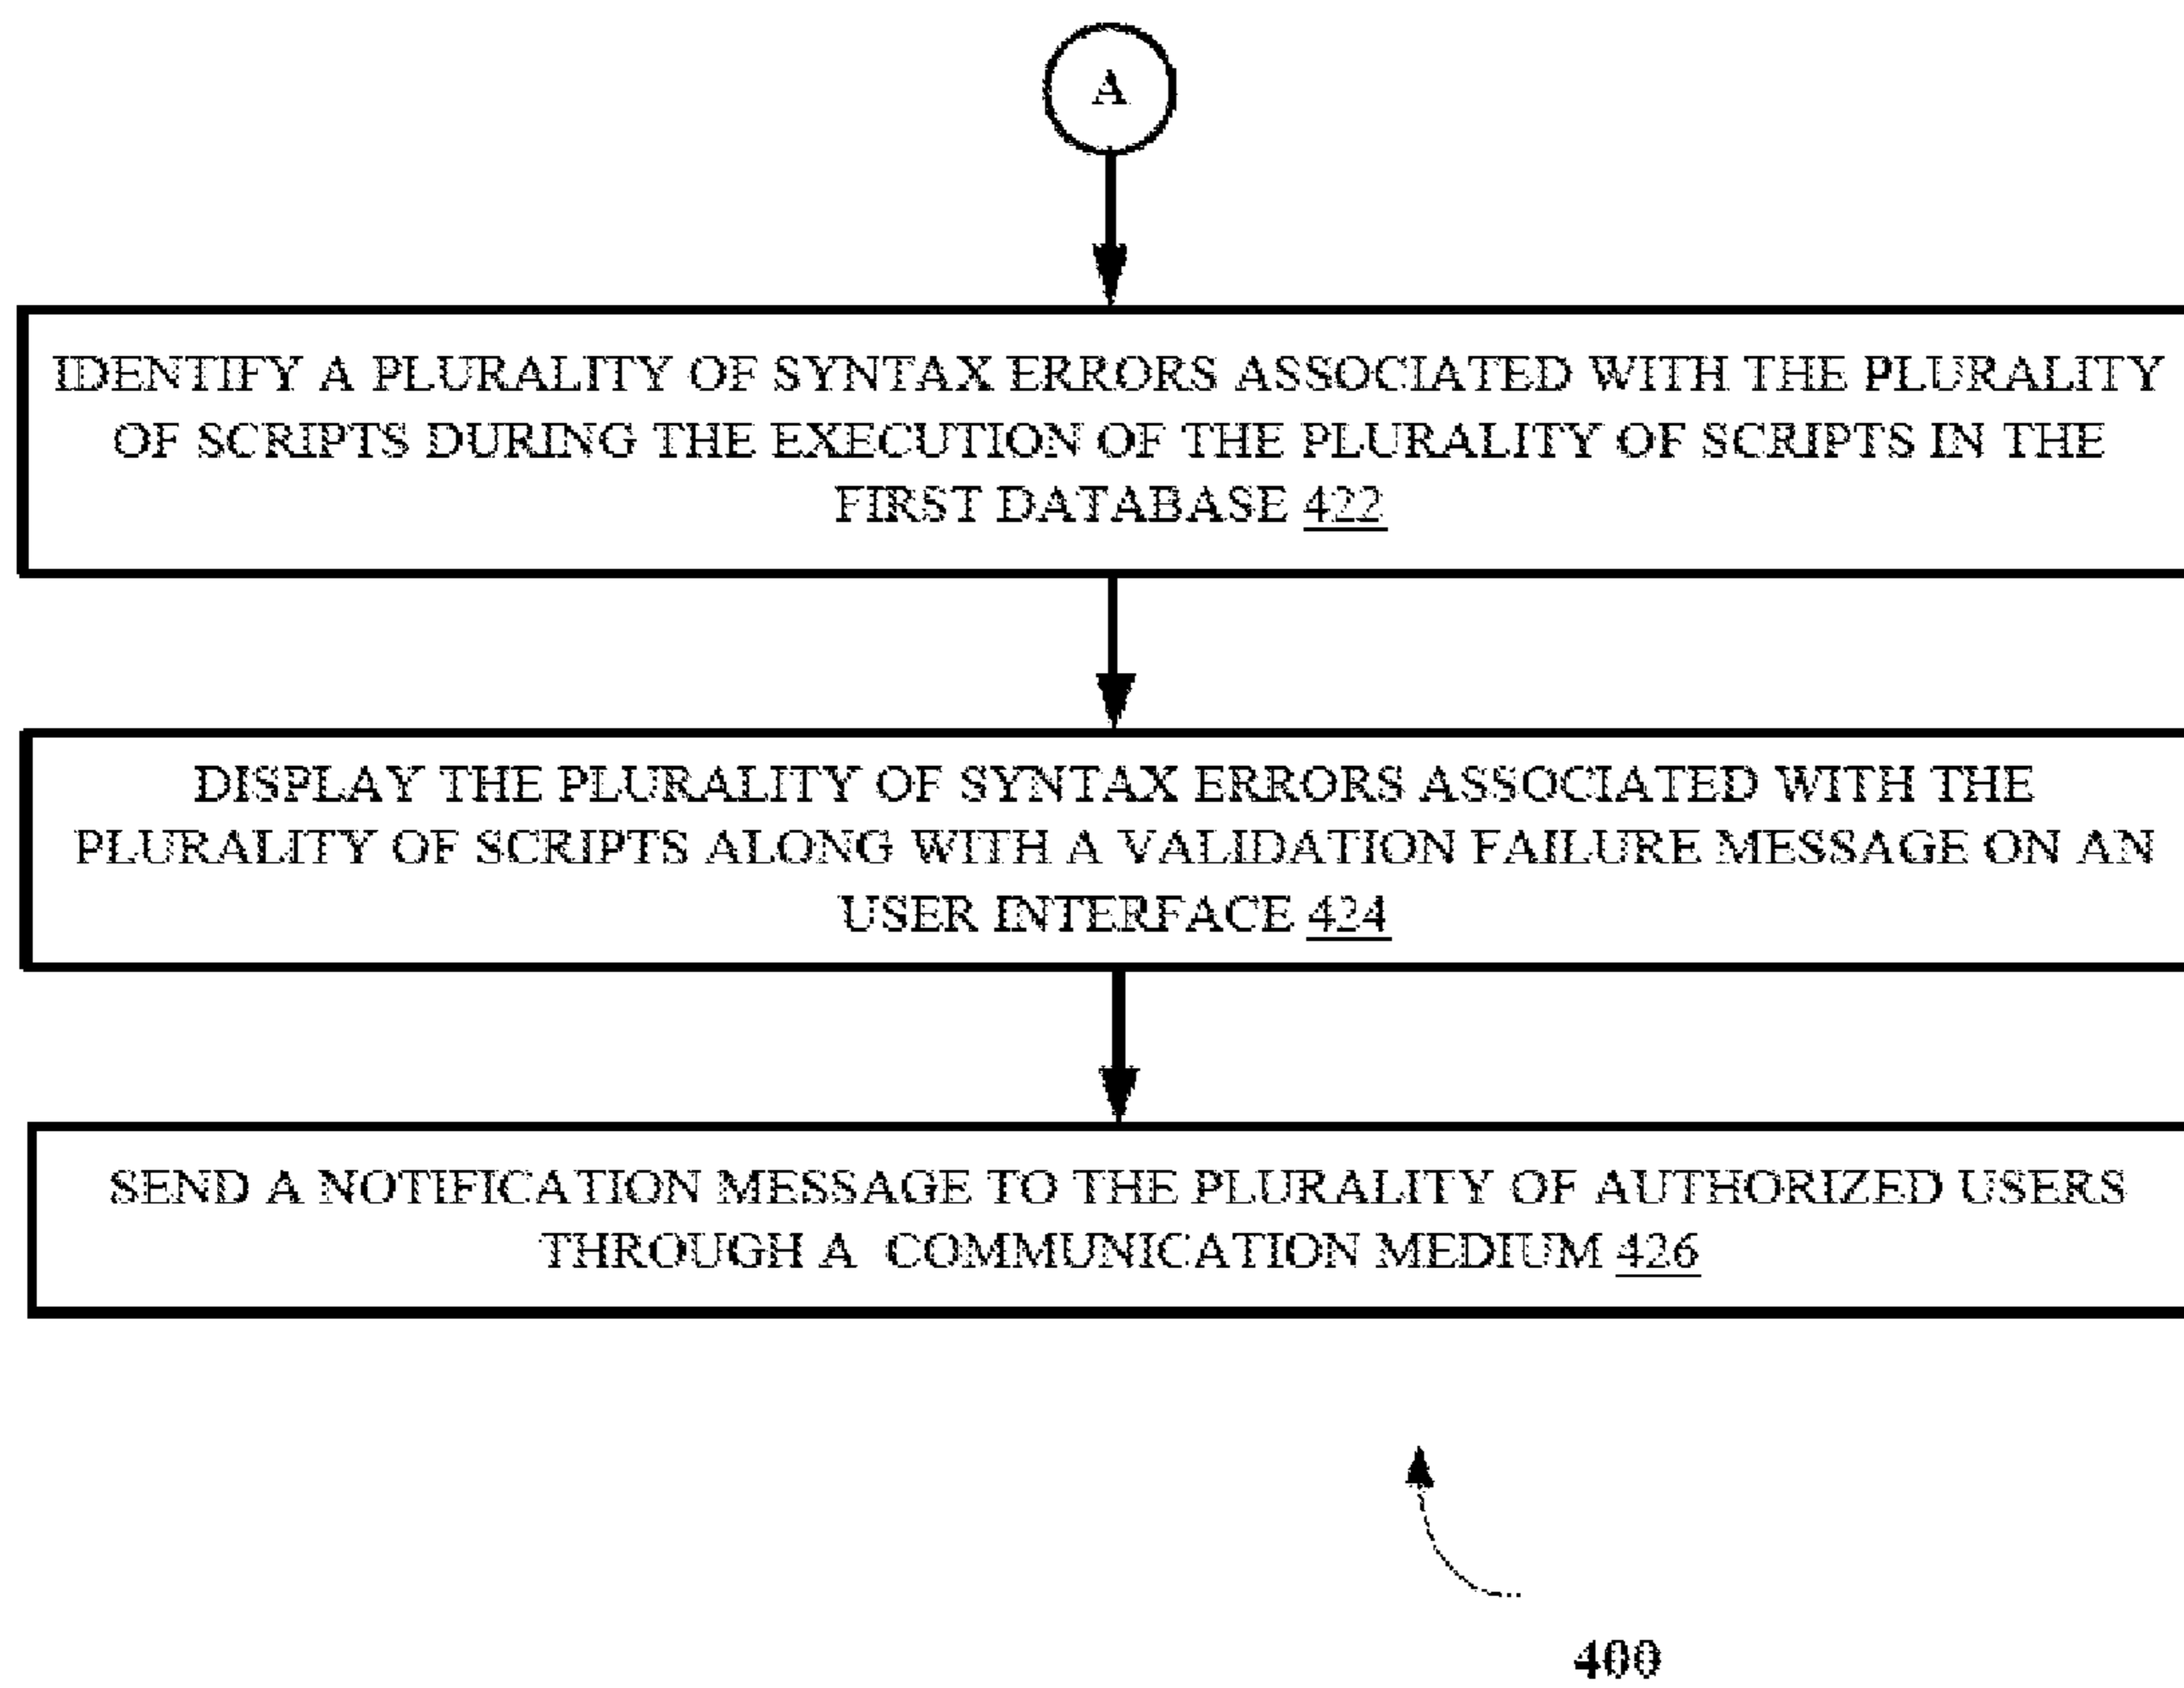 A
IDENTIFY A PLURALITY OF SYNTAX ERRORS ASSOCIATED WITH THE PLURALITY
OF SCRIPTS DURING THE EXECUTION OF THE PLURALITY OF SCRIPTS IN THE
FIRST DATABASE 422
DISPLAY THE PLURALITY OF SYNTAX ERRORS ASSOCIATED WITH THE
PLURALITY OF SCRIPTS ALONG WITH A VALIDATION FAILURE MESSAGE ON AN
USER INTERFACE 424
SEND A NOTIFICATION MESSAGE TO THE PLURALITY OF AUTHORIZED USERS
THROUGH A COMMUNICATION MEDIUM 426
400